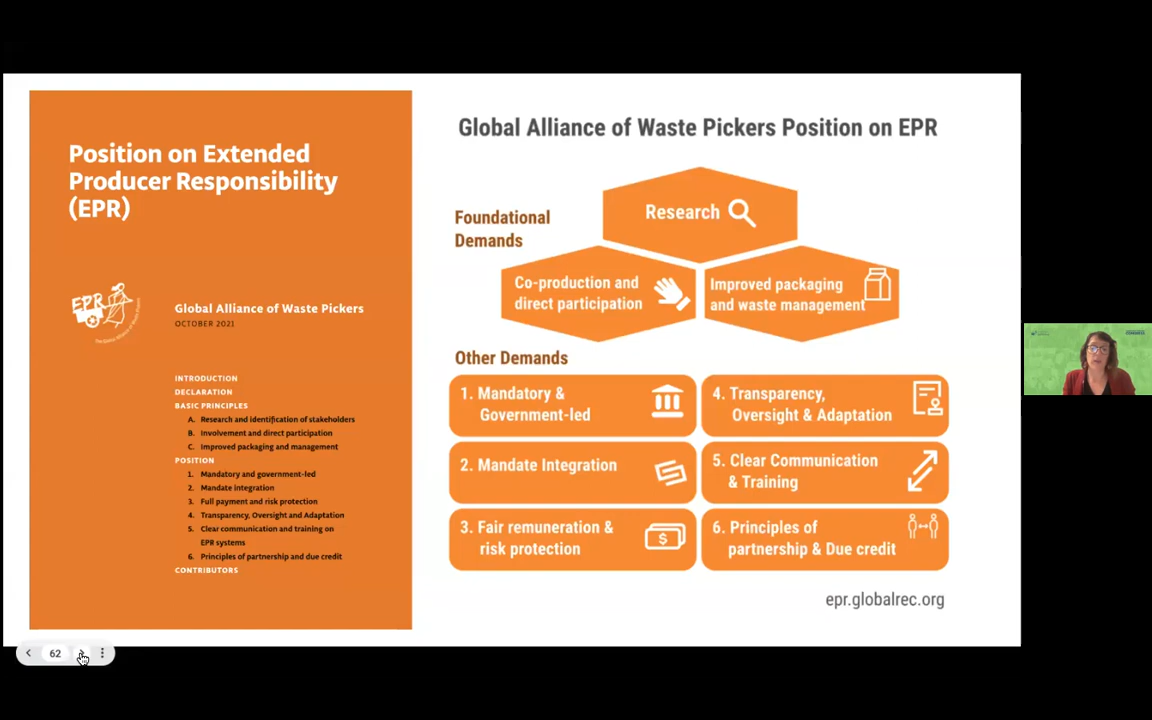 Position on Extended
Producer Responsibility
(EPR)
EPR
Global Alliance of Waste Pickers
OCTOBER 2021
INTRODUCTION
DECLARATION
BASIC PRINCIPLES
A. Research and identification of stakeholders
B. Involvement and direct participation
C. Improved packaging and management
POSITION
1. Mandatory and government-led
2. Mandate integration
3. Full payment and risk protection
4. Transparency, Oversight and Adaptation
5. Clear communication and training on
EPR systems
6. Principles of partnership and due credit
CONTRIBUTORS
Global Alliance of Waste Pickers Position on EPR
Foundational
Demands
Research
Co-production and
direct participation
Improved packaging
and waste management
Other Demands
1. Mandatory &
Government-led
2. Mandate Integration
3. Fair remuneration &
risk protection
$
4. Transparency,
Oversight & Adaptation
5. Clear Communication
& Training
6. Principles of
partnership & Due credit
epr.globalrec.org
62